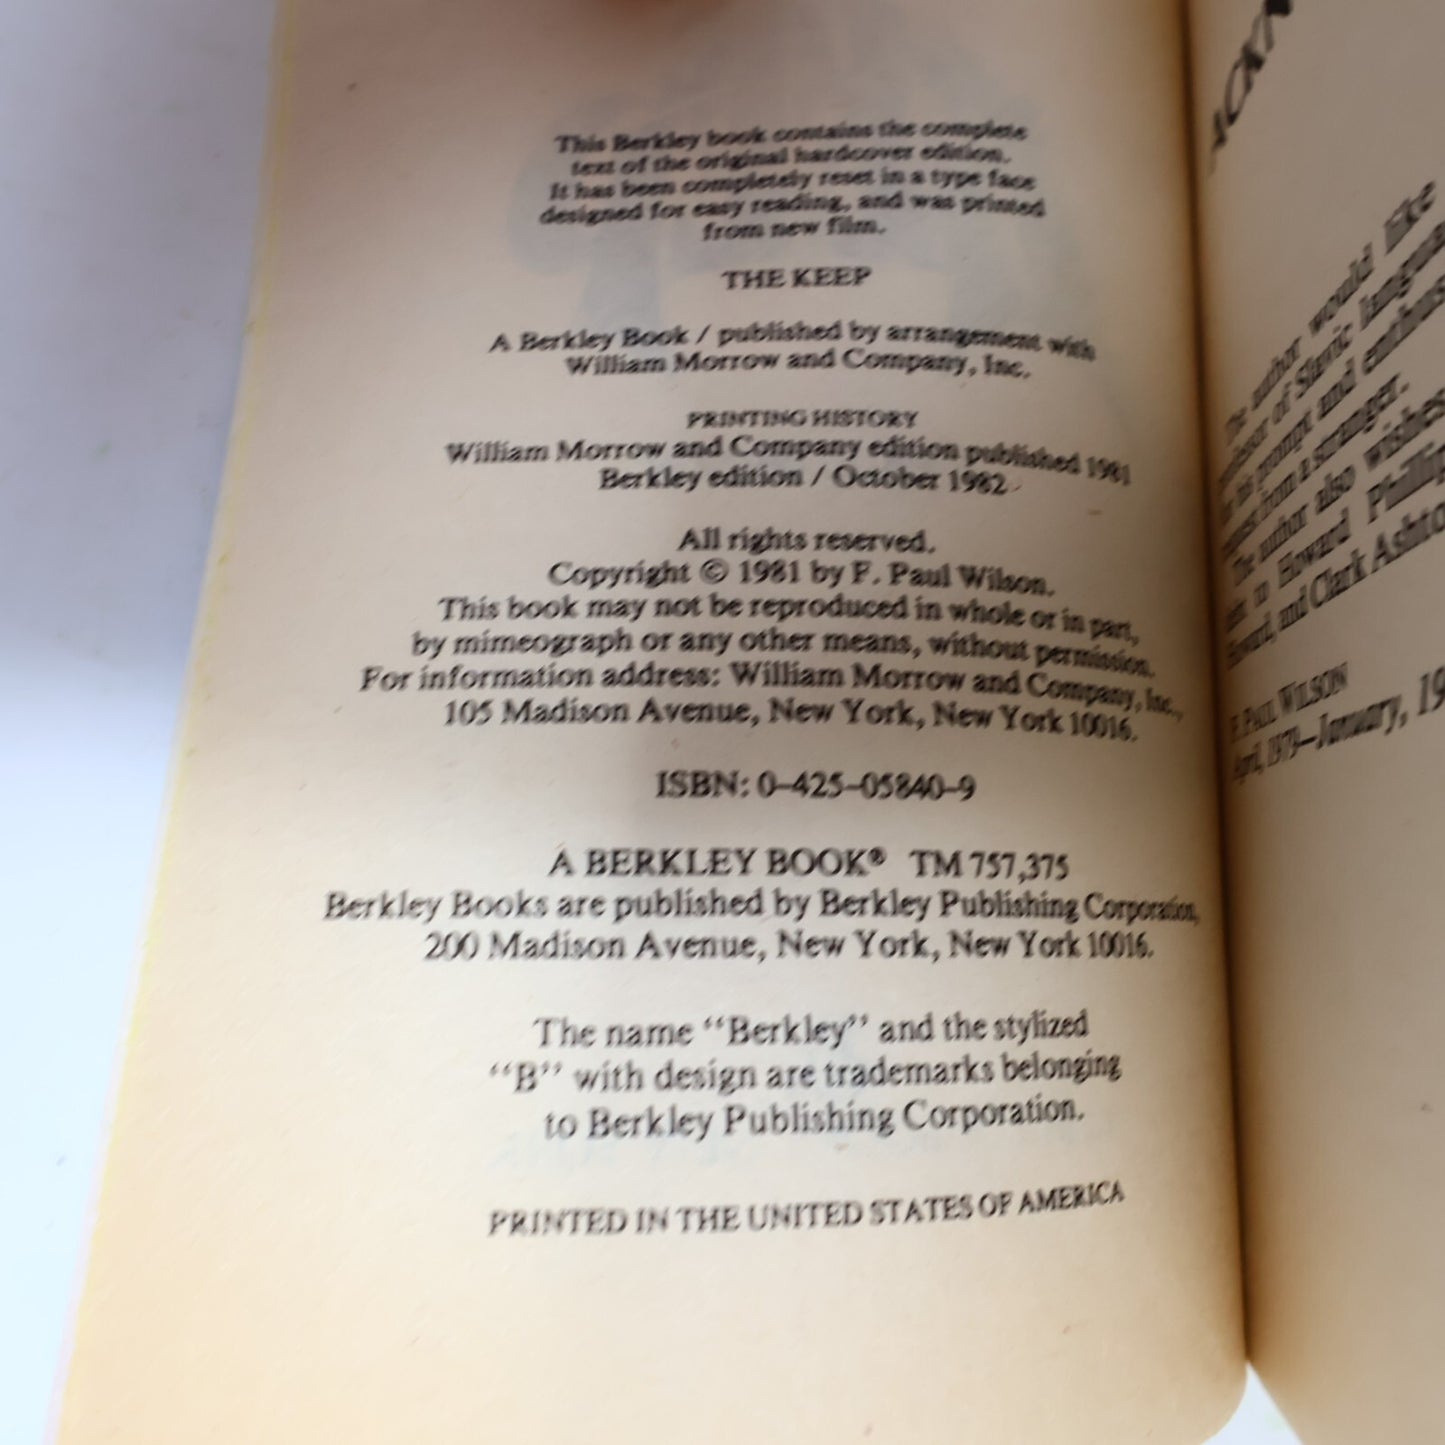 This Berkley book contains the complete
text of the original hardcover edition.
It has been completely reset in a type face
designed for easy reading, and was printed
from new film.
THE KEEP
A Berkley Book / published by arrangement with
William Morrow and Company, Inc.
PRINTING HISTORY
William Morrow and Company edition published 1981
Berkley edition / October 1982
All rights reserved.
Copyright © 1981 by F. Paul Wilson.
This book may not be reproduced in whole or in part,
by mimeograph or any other means, without permission.
For information address: William Morrow and Company, Inc.,
105 Madison Avenue, New York, New York 10016.
ISBN: 0-425-05840-9
A BERKLEY BOOK® TM 757,375
Berkley Books are published by Berkley Publishing Corporation,
200 Madison Avenue, New York, New York 10016.
The name “Berkley” and the stylized
“B” with design are trademarks belonging
to Berkley Publishing Corporation.
PRINTED IN THE UNITED STATES OF AMERICA
ACKN
The author would like
of Slavic language
his prompt and enthus
from a stranger.
The author also wishes
to Howard Phillip
Howard, and Clark Ashto
F. PAUL WILSON
April, 1979—January, 19